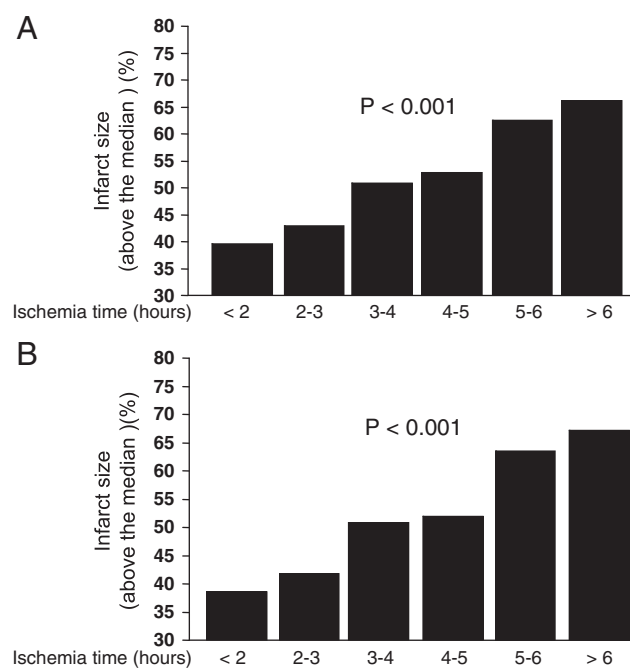 A
Infarct size
(above the median ) (%)
80
75
70
65
60
55
50
45
40
35
30
P < 0.001
Ischemia time (hours) < 2 2-3 3-4 4-5 5-6 > 6
B
Infarct size
(above the median )(%)
80
75
70
65
60
55
50
45
40
35
30
P < 0.001
Ischemia time (hours) < 2 2-3 3-4 4-5 5-6 > 6